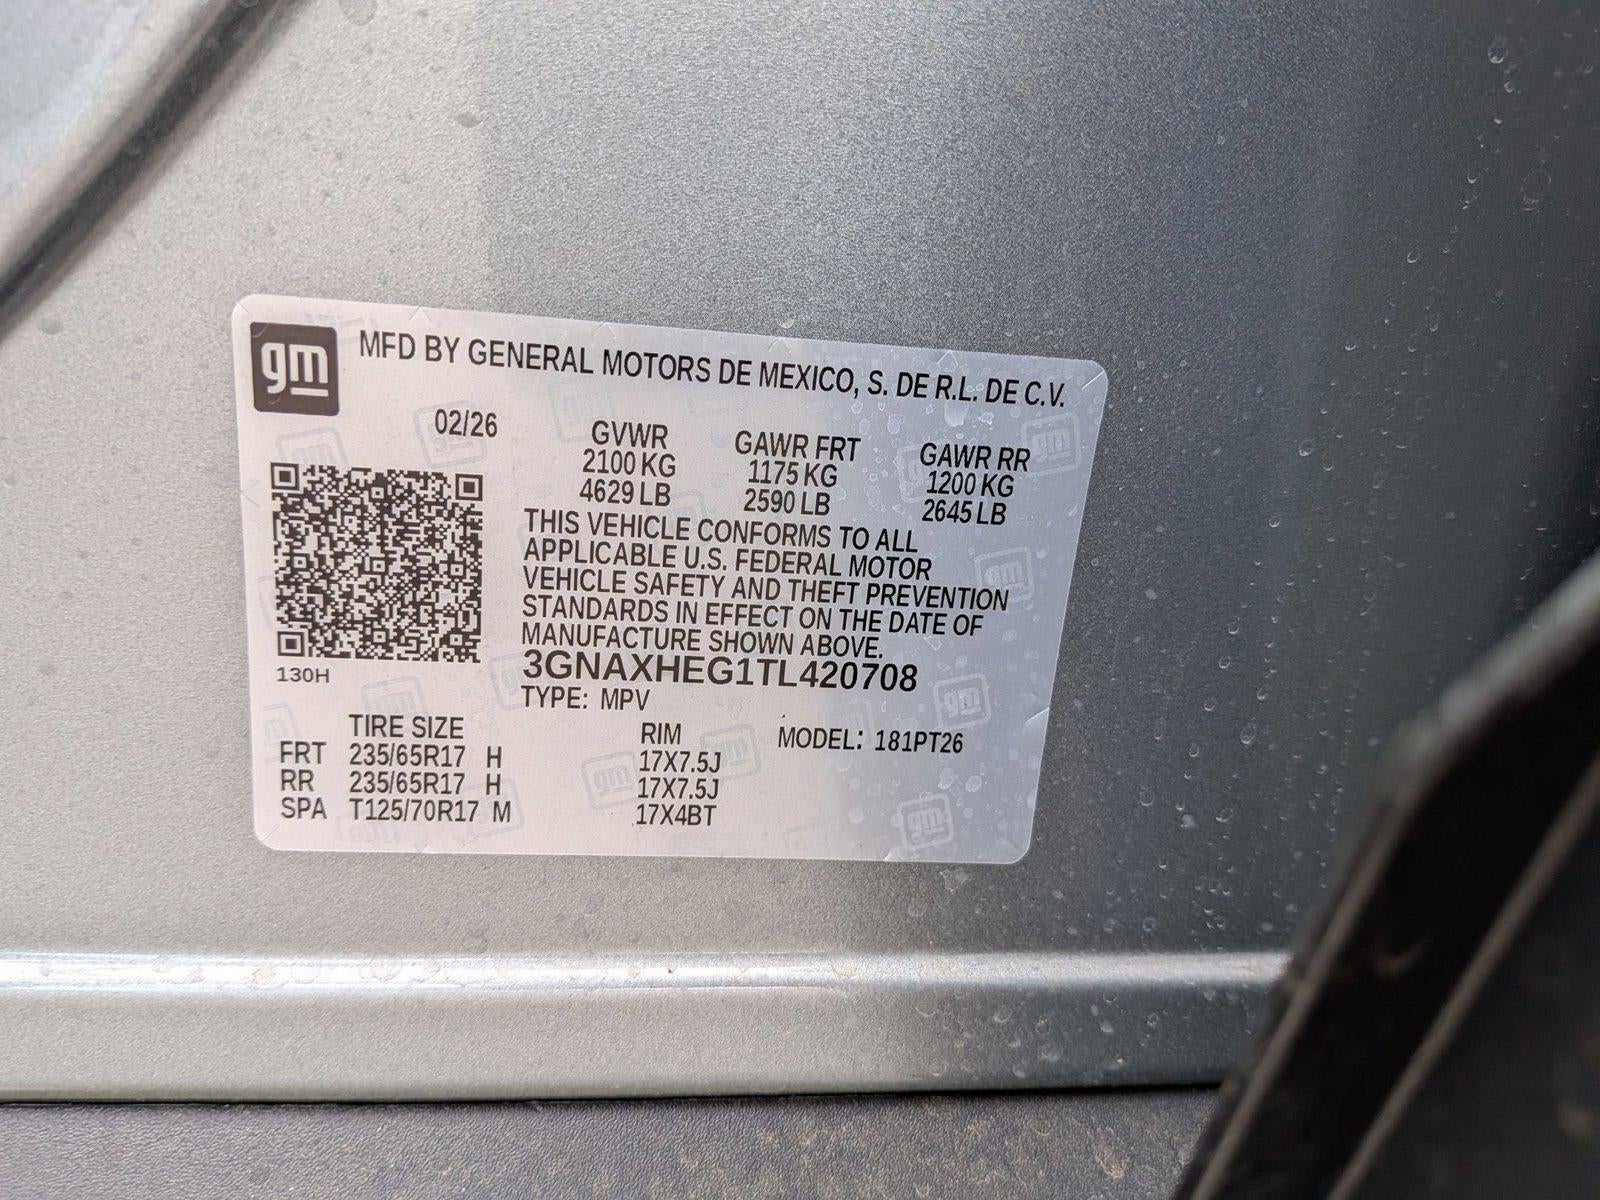 gm
MFD BY GENERAL MOTORS DE MEXICO, S. DE R.L. DE C.V.
02/26
GVWR GAWR FRT GAWR RR
2100 KG 1175 KG 1200 KG
4629 LB 2590 LB 2645 LB
THIS VEHICLE CONFORMS TO ALL
APPLICABLE U.S. FEDERAL MOTOR
VEHICLE SAFETY AND THEFT PREVENTION
STANDARDS IN EFFECT ON THE DATE OF
MANUFACTURE SHOWN ABOVE.
3GNAXHEG1TL420708
130H
TYPE: MPV
TIRE SIZE RIM MODEL: 181PT26
FRT 235/65R17 H 17X7.5J
RR 235/65R17 H 17X7.5J
SPA T125/70R17 M 17X4BT